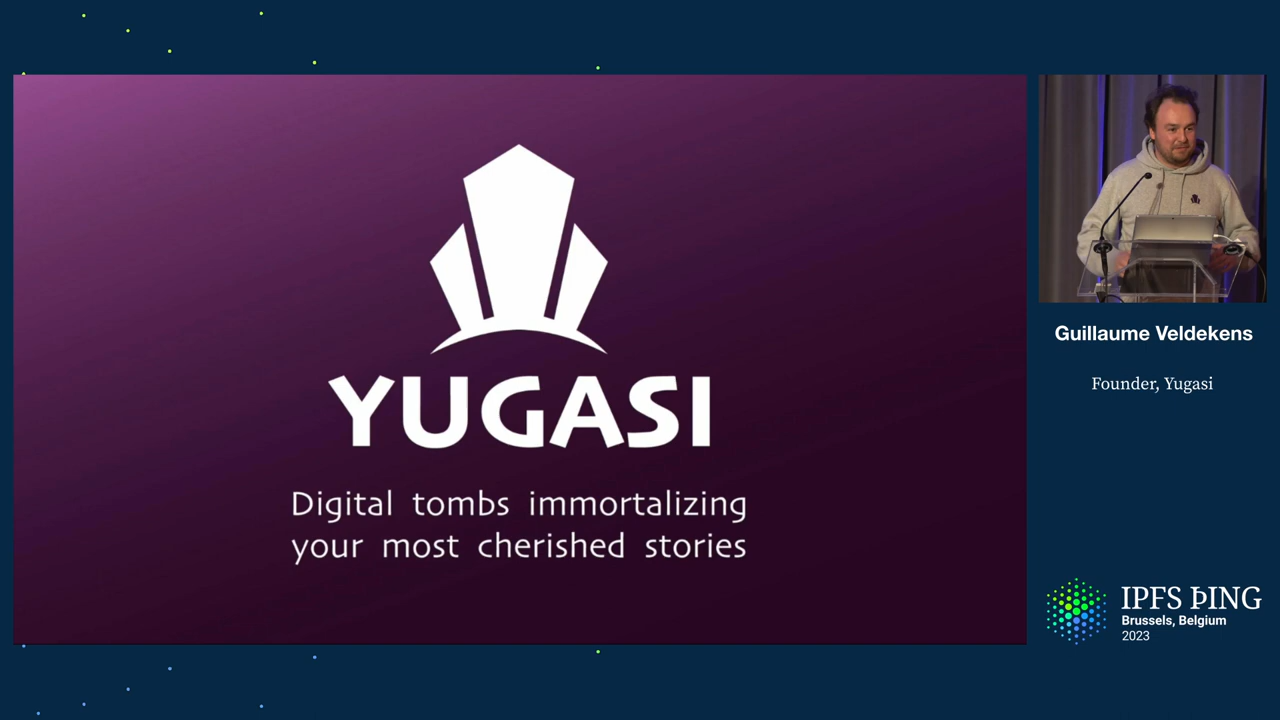 YUGASI
Digital tombs immortalizing
your most cherished stories
Guillaume Veldekens
Founder, Yugasi
IPFS ÞING
Brussels, Belgium
2023